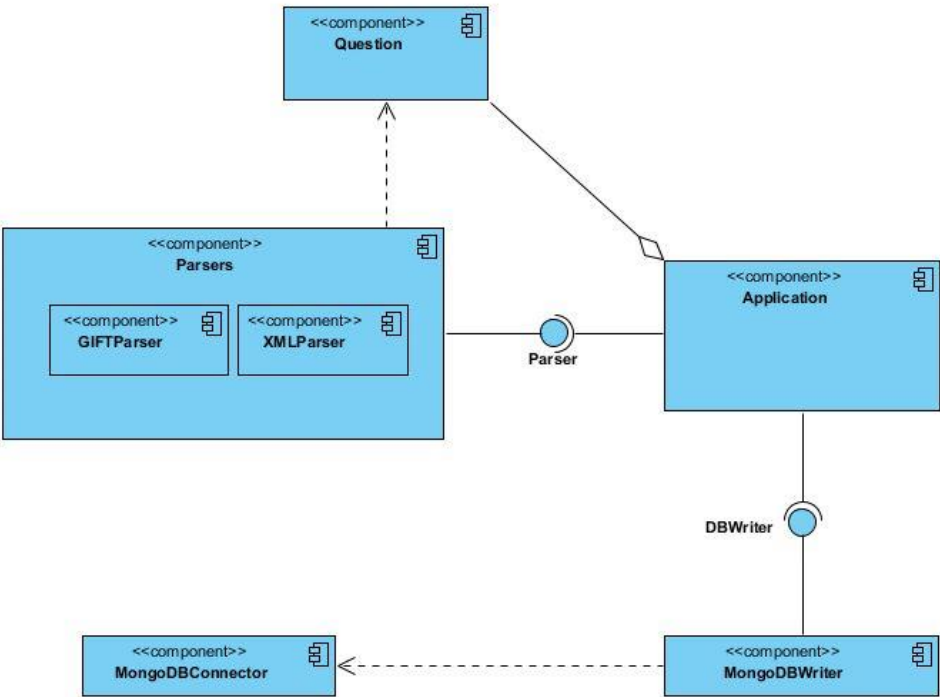 <<component>>
Question
<<component>>
Parsers
<<component>>
GIFTParser
<<component>>
XMLParser
<<component>>
Application
Parser
DBWriter
<<component>>
MongoDBConnector
<<component>>
MongoDBWriter